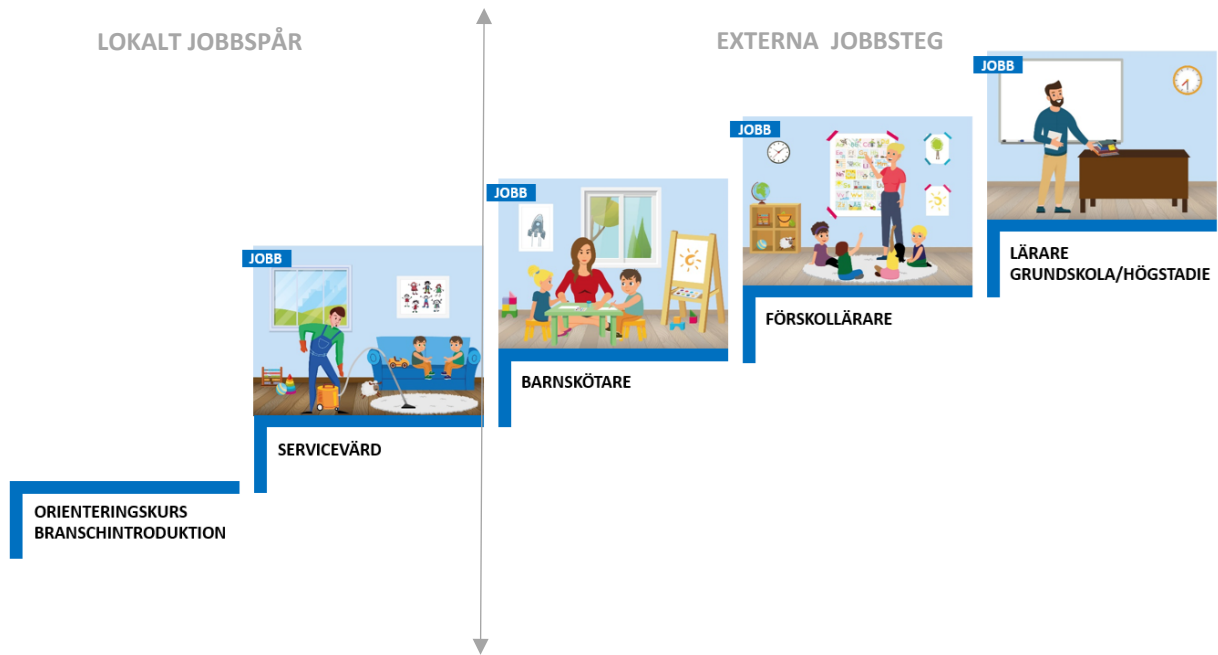 LOKALT JOBBSPÅR
EXTERNA JOBBSTEG
ORIENTERINGSKURS
BRANSCHINTRODUKTION
JOBB
SERVICEVÄRD
JOBB
BARNSKÖTARE
JOBB
FÖRSKOLLÄRARE
JOBB
LÄRARE
GRUNDSKOLA/HÖGSTADIE